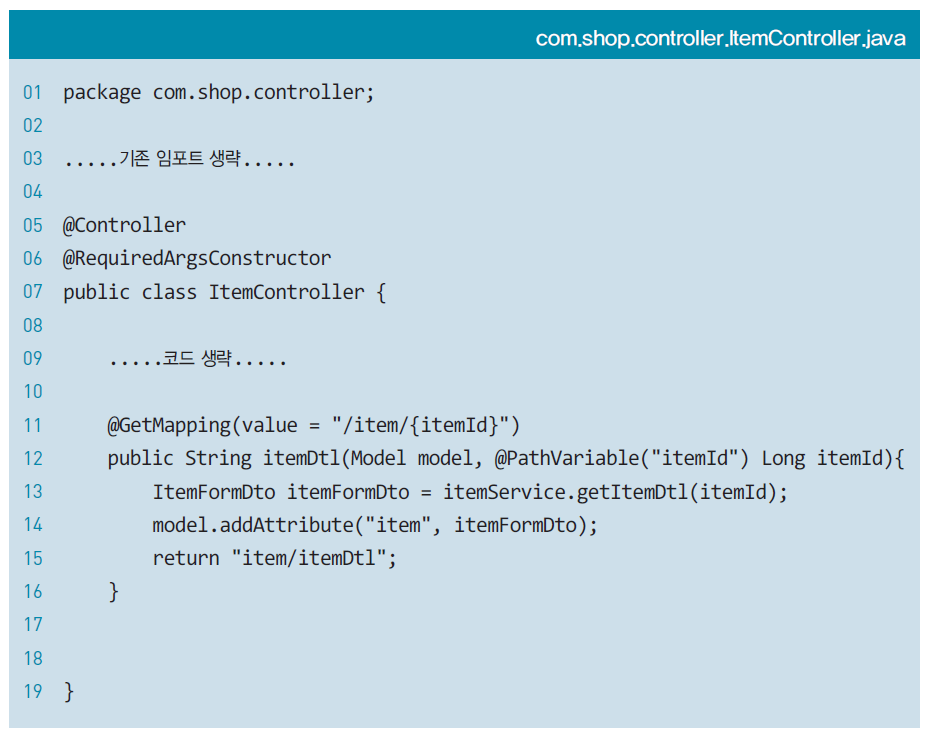 com.shop.controller.ItemController.java
01 package com.shop.controller;
02
03 .....기존 임포트 생략.....
04
05 @Controller
06 @RequiredArgsConstructor
07 public class ItemController {
08
09     .....코드 생략.....
10
11     @GetMapping(value = "/item/{itemId}")
12     public String itemDtl(Model model, @PathVariable("itemId") Long itemId){
13         ItemFormDto itemFormDto = itemService.getItemDtl(itemId);
14         model.addAttribute("item", itemFormDto);
15         return "item/itemDtl";
16     }
17
18
19 }